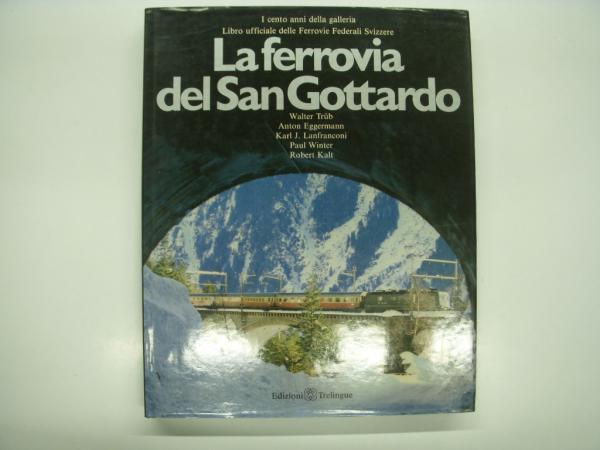 I cento anni della galleria
Libro ufficiale delle Ferrovie Federali Svizzere
La ferrovia
del San Gottardo
Walter Trüb
Anton Eggermann
Karl J. Lanfranconi
Paul Winter
Robert Kalt
Edizioni Trelingue